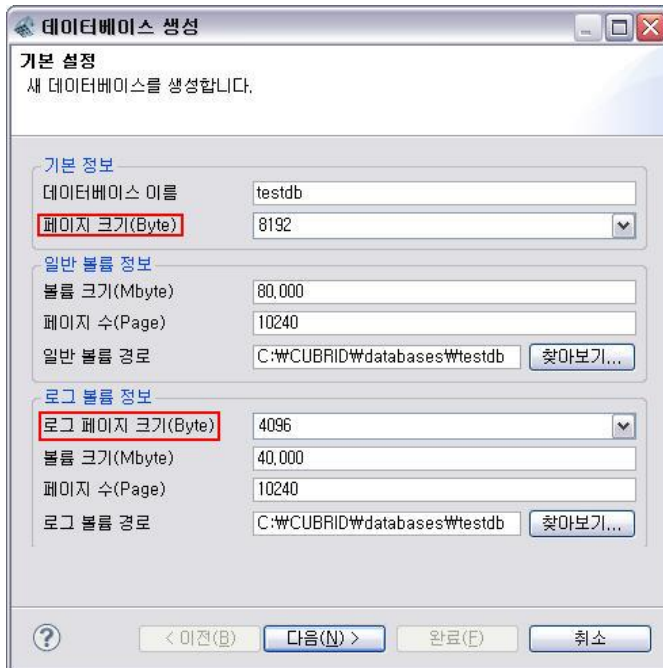 데이터베이스 생성
기본 설정
새 데이터베이스를 생성합니다.
기본 정보
데이터베이스 이름 testdb
페이지 크기(Byte) 8192
일반 볼륨 정보
볼륨 크기(Mbyte) 80,000
페이지 수(Page) 10240
일반 볼륨 경로 C:₩CUBRID₩databases₩testdb 찾아보기...
로그 볼륨 정보
로그 페이지 크기(Byte) 4096
볼륨 크기(Mbyte) 40,000
페이지 수(Page) 10240
로그 볼륨 경로 C:₩CUBRID₩databases₩testdb 찾아보기...
? < 이전(B) 다음(N) > 완료(F) 취소